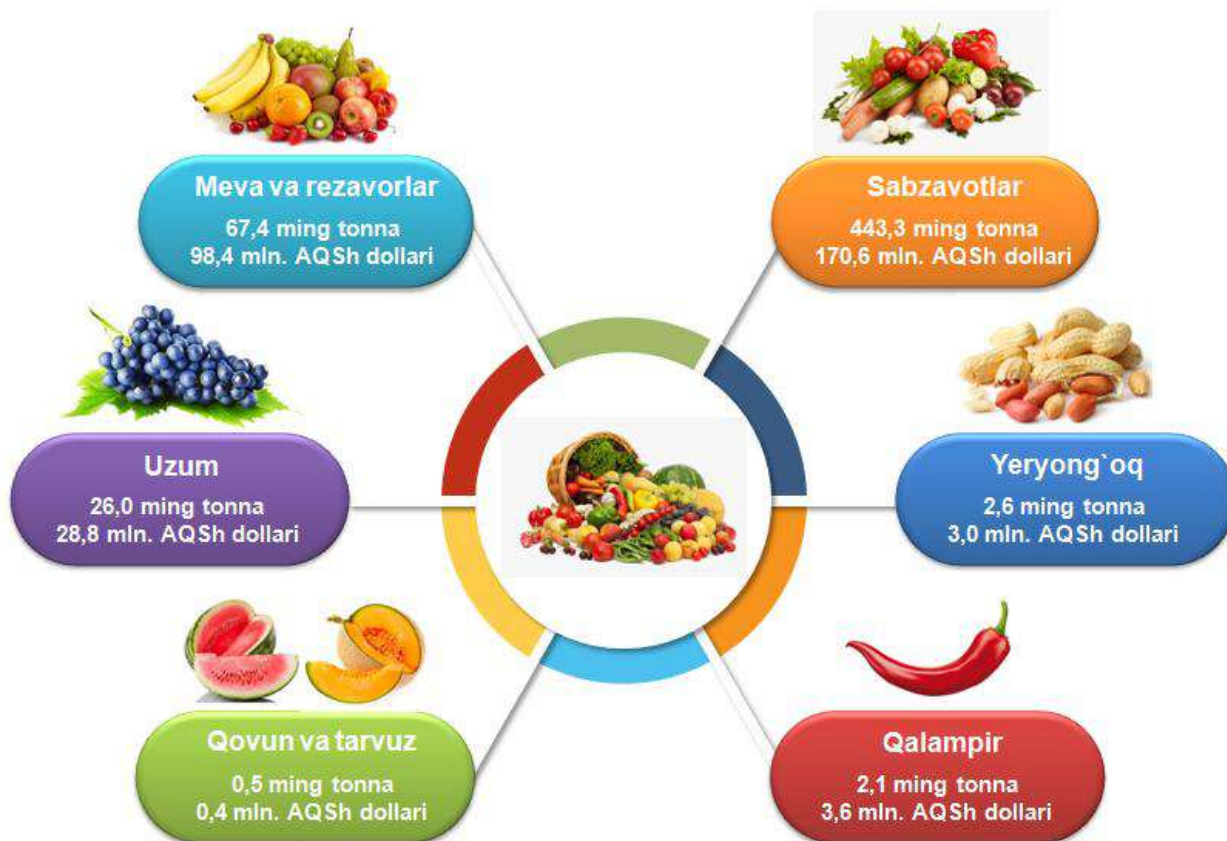 Meva va rezavorlar
67,4 ming tonna
98,4 mln. AQSh dollari
Sabzavotlar
443,3 ming tonna
170,6 mln. AQSh dollari
Uzum
26,0 ming tonna
28,8 mln. AQSh dollari
Yeryong`oq
2,6 ming tonna
3,0 mln. AQSh dollari
Qovun va tarvuz
0,5 ming tonna
0,4 mln. AQSh dollari
Qalampir
2,1 ming tonna
3,6 mln. AQSh dollari